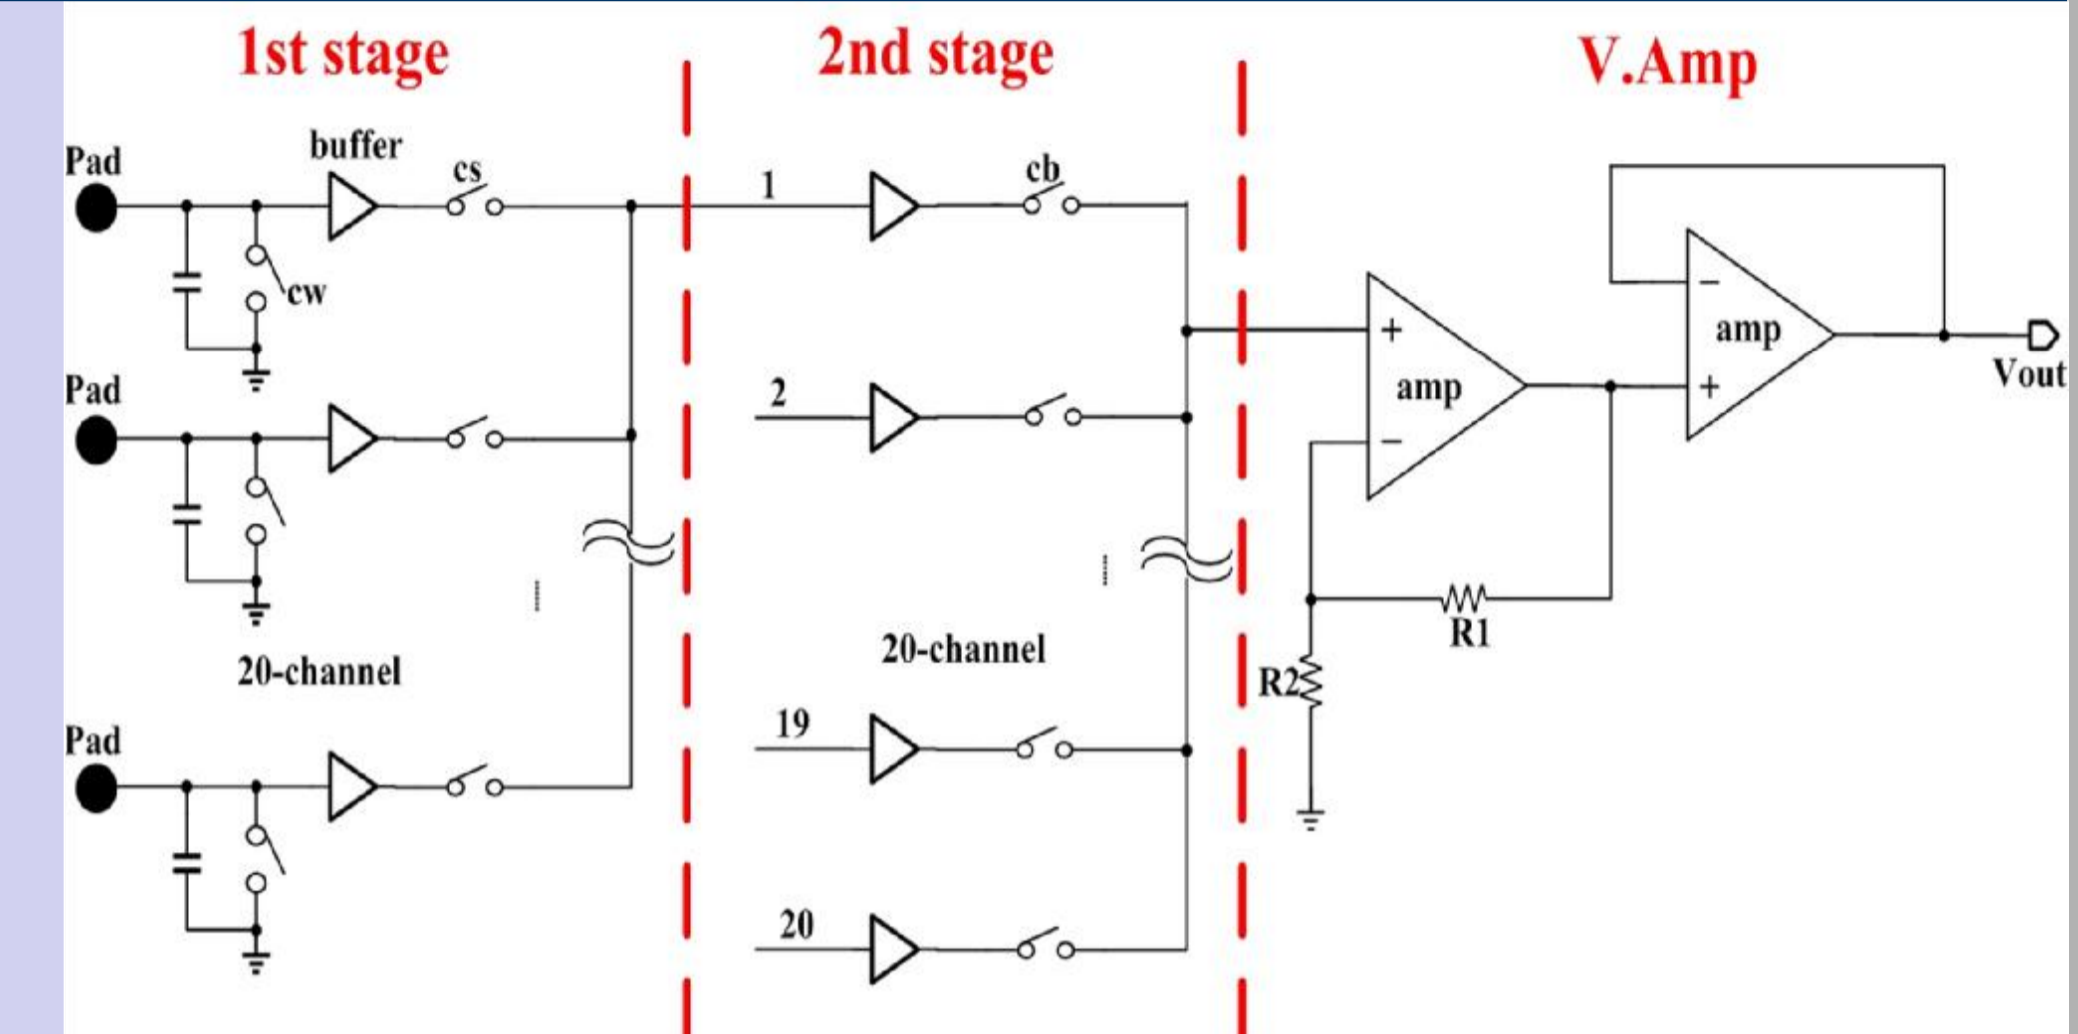 1st stage
2nd stage
V.Amp
buffer
Pad
cs
1
cb
cw
+
amp
−
−
amp
+
Vout
Pad
2
R1
20-channel
20-channel
R2
Pad
19
20